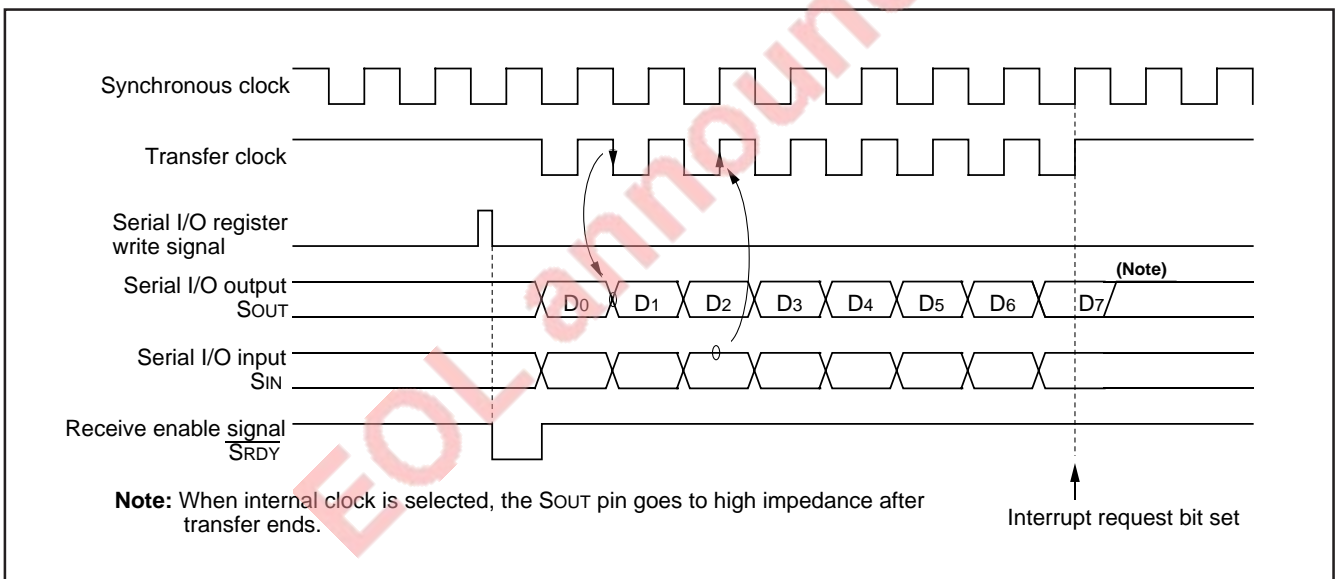 Synchronous clock
Transfer clock
Serial I/O register
write signal
Serial I/O output
SOUT
(Note)
D0 D1 D2 D3 D4 D5 D6 D7
Serial I/O input
SIN
Receive enable signal
SRDY
Note: When internal clock is selected, the SOUT pin goes to high impedance after
transfer ends.
Interrupt request bit set
EOL announ